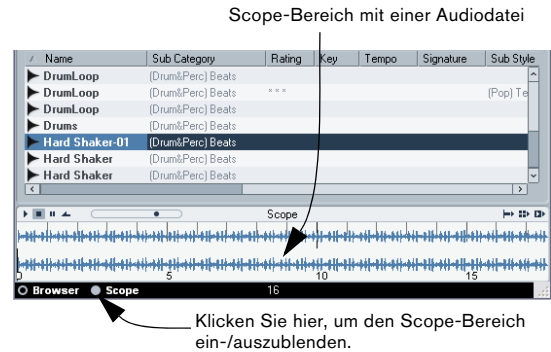 Scope-Bereich mit einer Audiodatei
Name Sub Category Rating Key Tempo Signature Sub Style
DrumLoop (Drum&Perc) Beats
DrumLoop (Drum&Perc) Beats *** (Pop) Te
DrumLoop (Drum&Perc) Beats
Drums (Drum&Perc) Beats
Hard Shaker-01 (Drum&Perc) Beats
Hard Shaker (Drum&Perc) Beats
Hard Shaker (Drum&Perc) Beats
Scope
5 10 15
Browser Scope 16
Klicken Sie hier, um den Scope-Bereich
ein-/auszublenden.